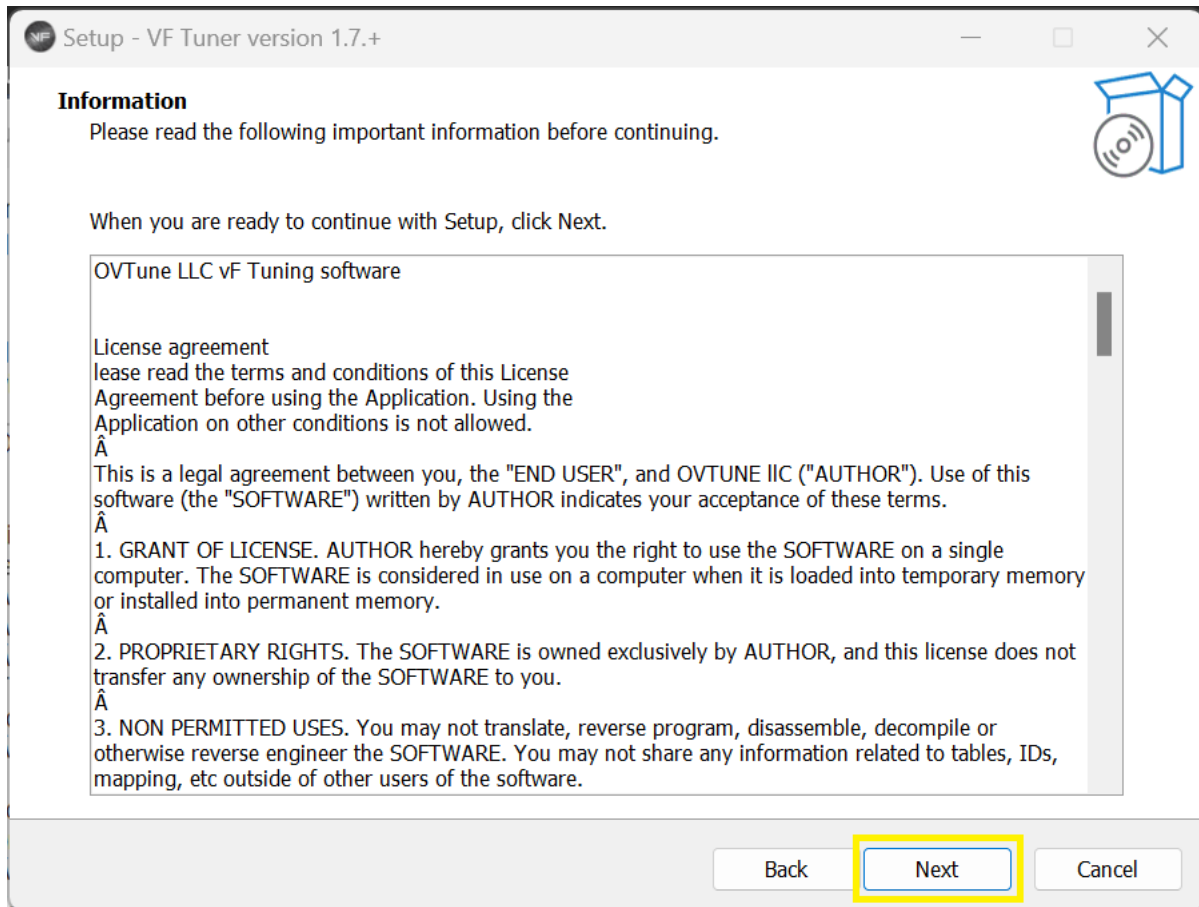 VF Setup - VF Tuner version 1.7.+
Information
Please read the following important information before continuing.
When you are ready to continue with Setup, click Next.
OVTune LLC vF Tuning software
License agreement
lease read the terms and conditions of this License
Agreement before using the Application. Using the
Application on other conditions is not allowed.
Â
This is a legal agreement between you, the "END USER", and OVTUNE llC ("AUTHOR"). Use of this
software (the "SOFTWARE") written by AUTHOR indicates your acceptance of these terms.
Â
1. GRANT OF LICENSE. AUTHOR hereby grants you the right to use the SOFTWARE on a single
computer. The SOFTWARE is considered in use on a computer when it is loaded into temporary memory
or installed into permanent memory.
Â
2. PROPRIETARY RIGHTS. The SOFTWARE is owned exclusively by AUTHOR, and this license does not
transfer any ownership of the SOFTWARE to you.
Â
3. NON PERMITTED USES. You may not translate, reverse program, disassemble, decompile or
otherwise reverse engineer the SOFTWARE. You may not share any information related to tables, IDs,
mapping, etc outside of other users of the software.
Back Next Cancel